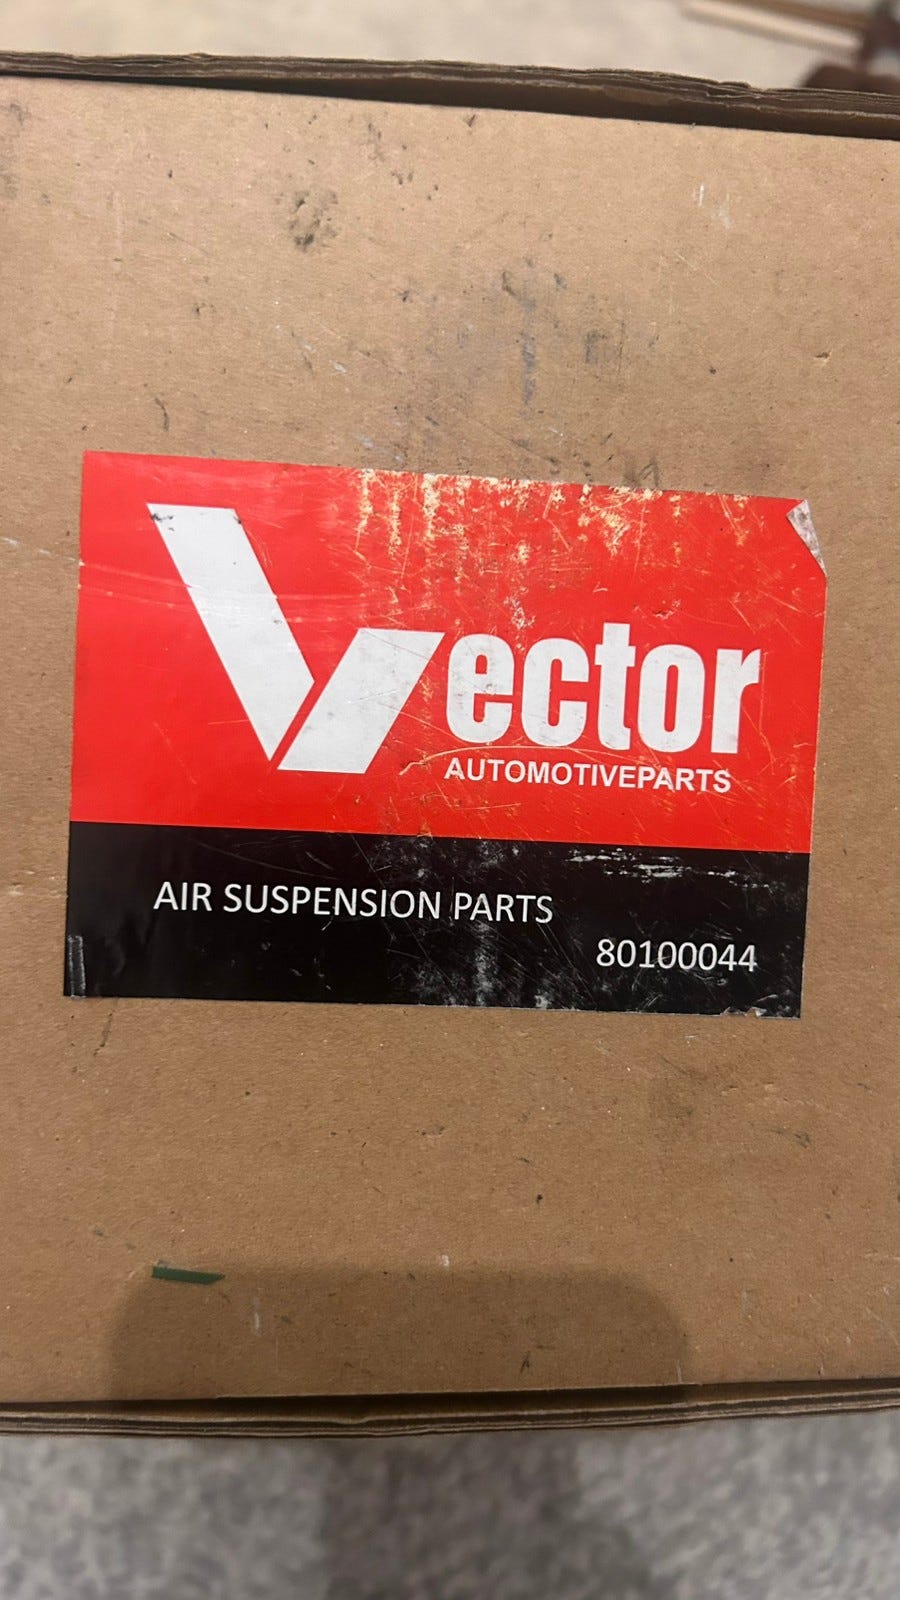 Vector
AUTOMOTIVEPARTS
AIR SUSPENSION PARTS
80100044